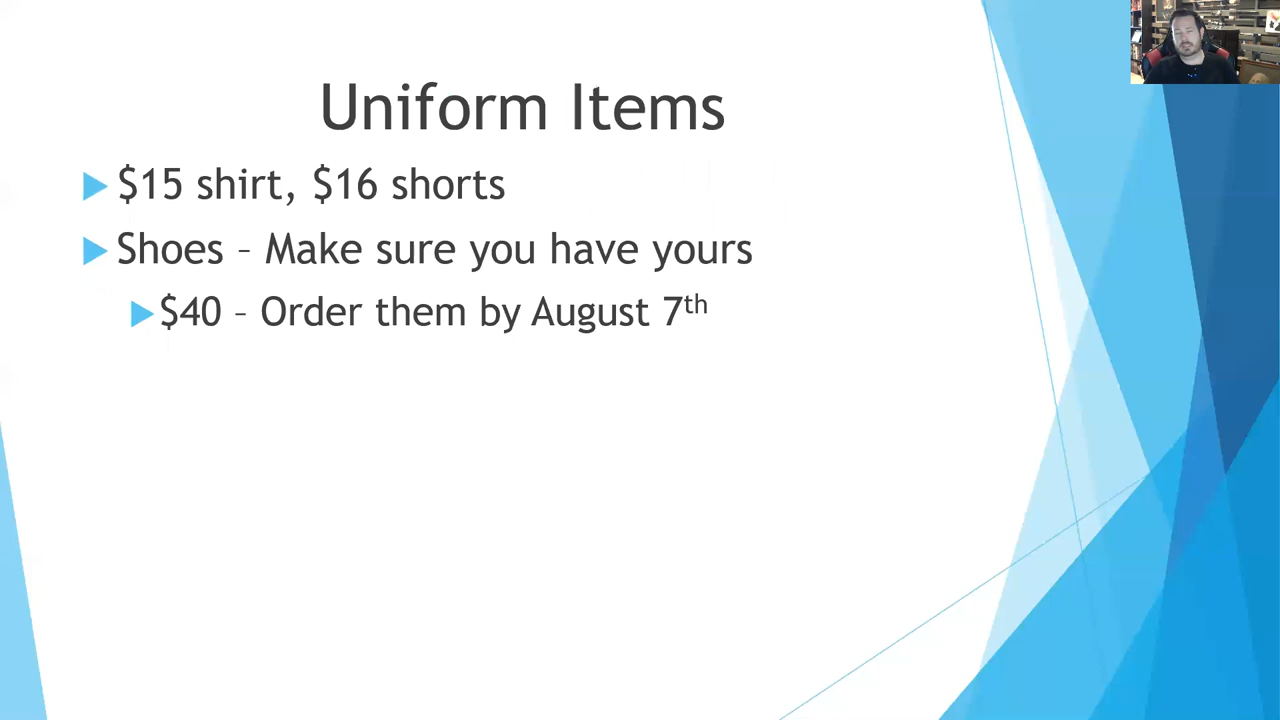 Uniform Items
$15 shirt, $16 shorts
Shoes – Make sure you have yours
$40 – Order them by August 7th